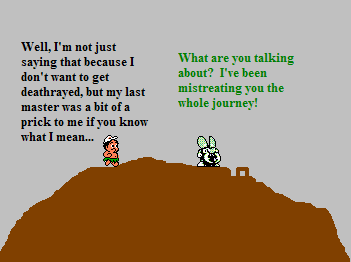 Well, I'm not just
saying that because I
don't want to get
deathrayed, but my last
master was a bit of a
prick to me if you know
what I mean...
What are you talking
about?  I've been
mistreating you the
whole journey!